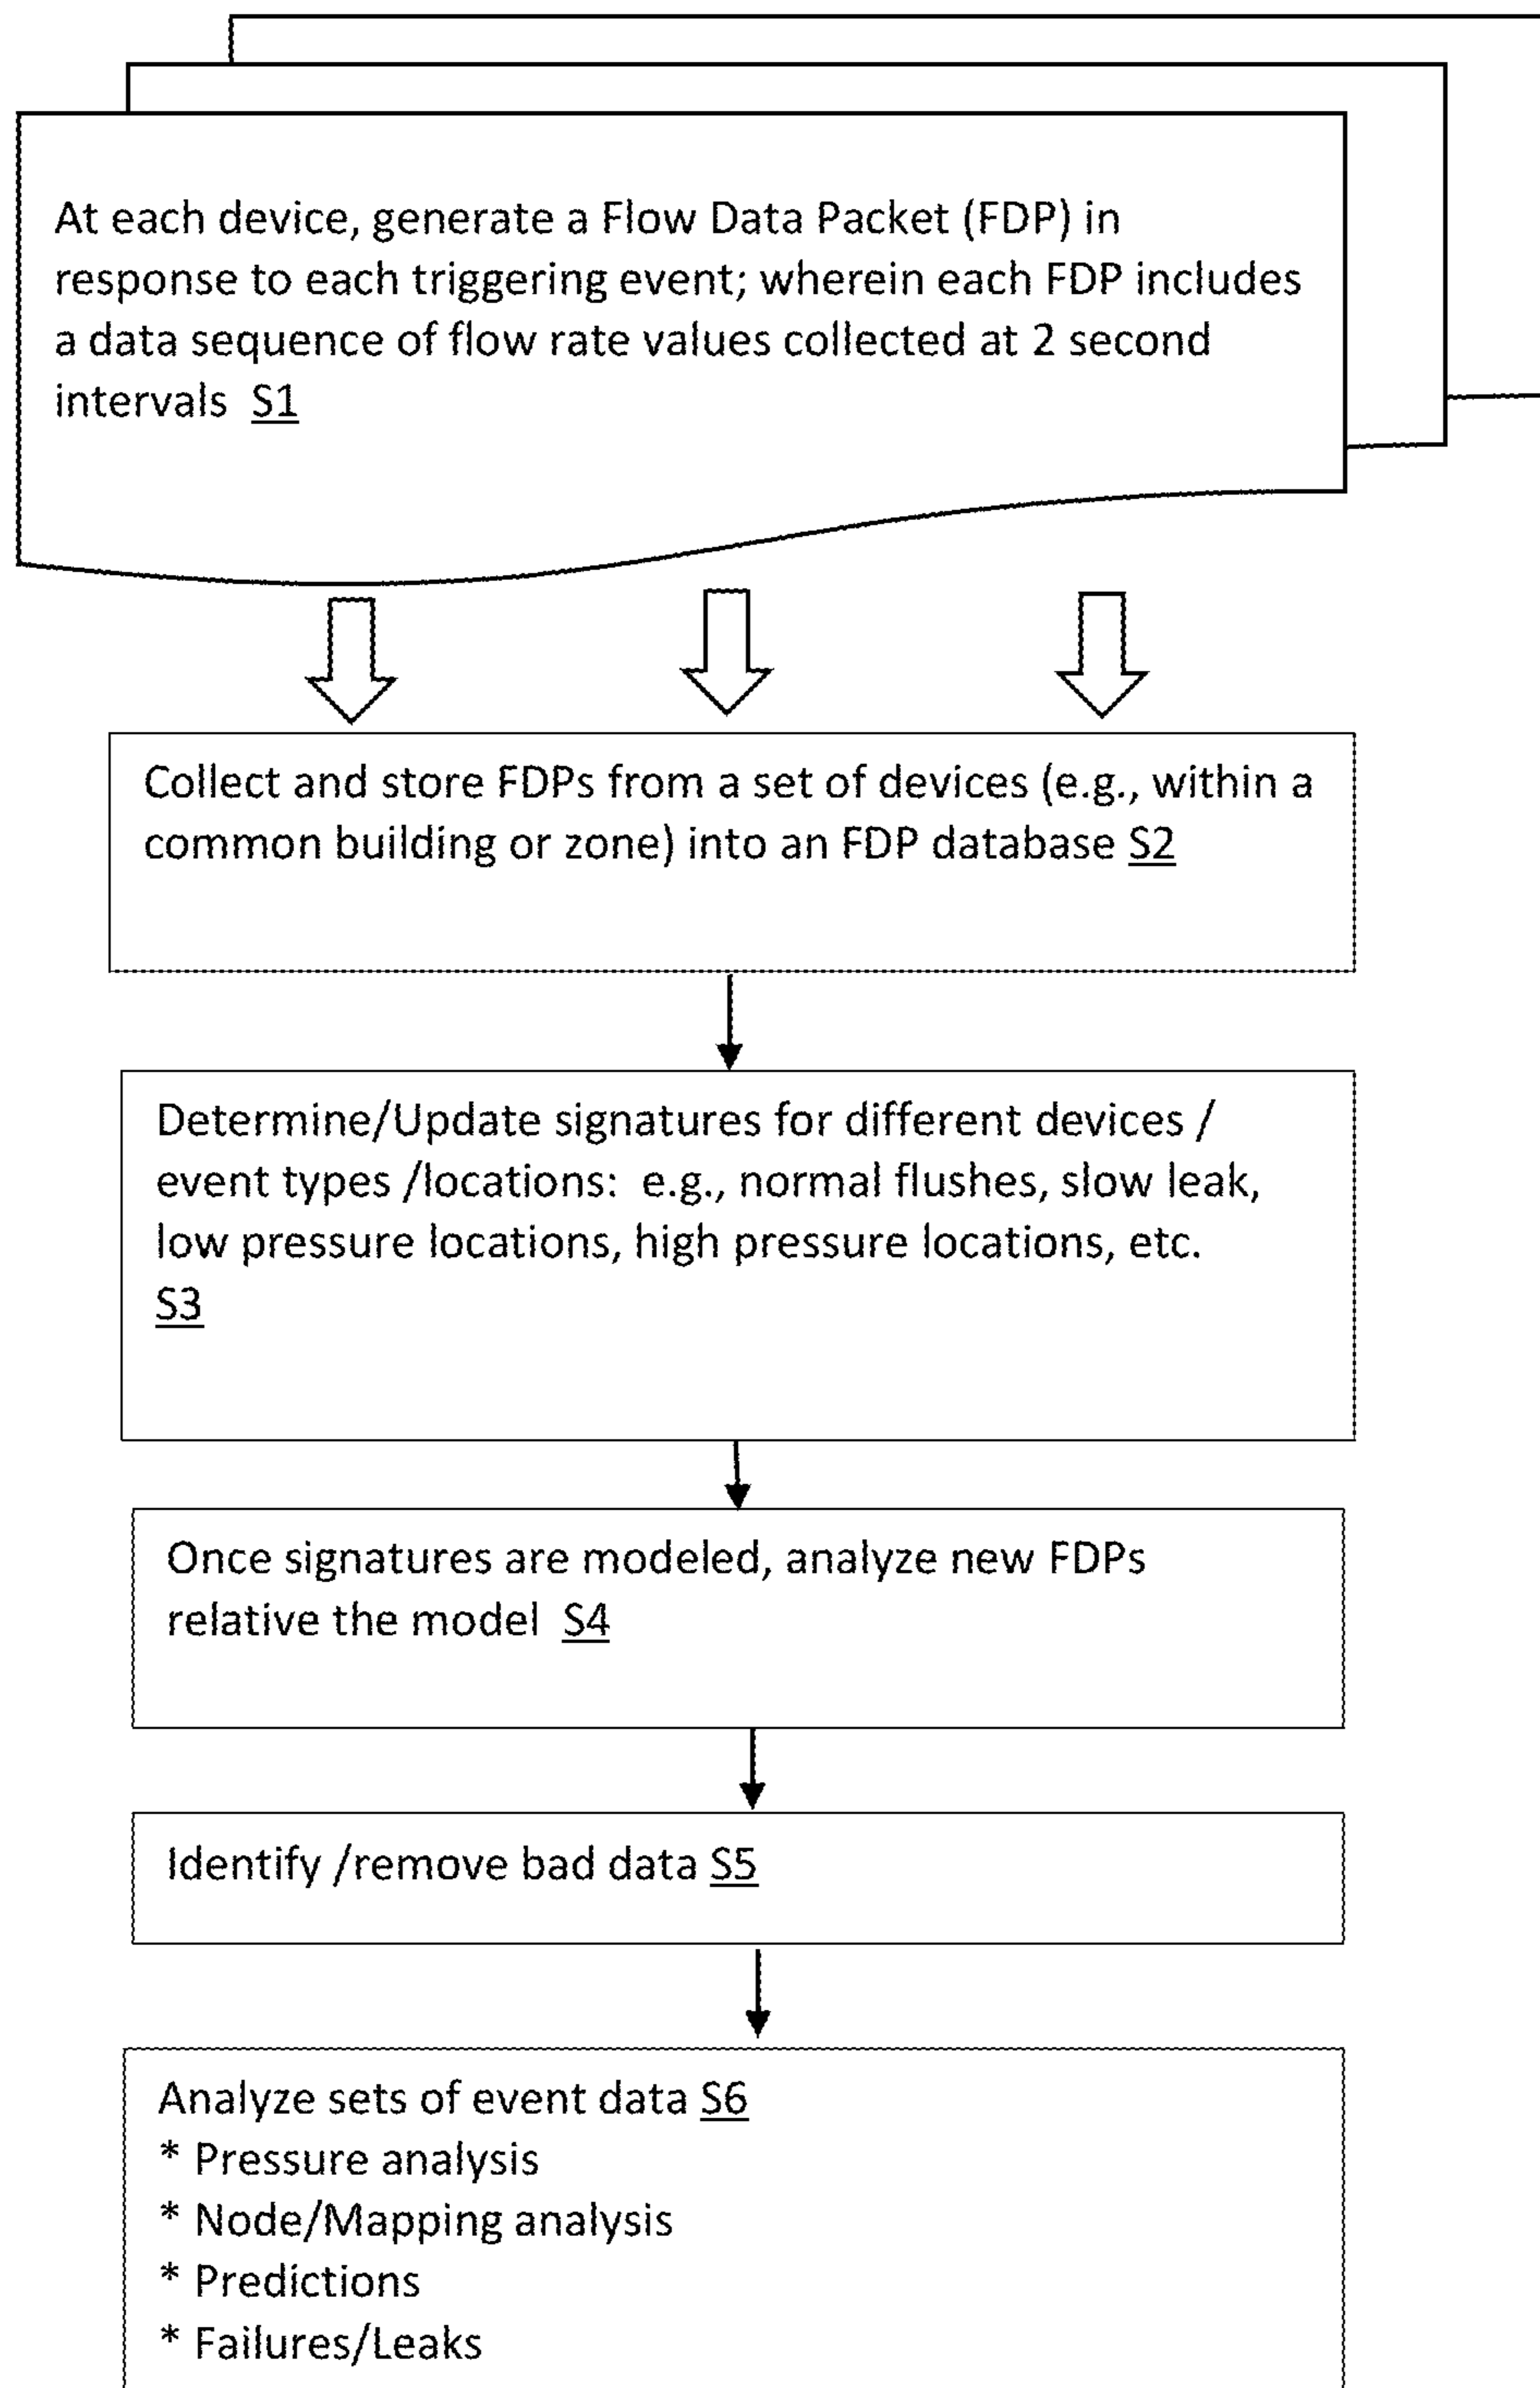 At each device, generate a Flow Data Packet (FDP) in
response to each triggering event; wherein each FDP includes
a data sequence of flow rate values collected at 2 second
intervals S1
Collect and store FDPs from a set of devices (e.g., within a
common building or zone) into an FDP database S2
Determine/Update signatures for different devices /
event types /locations: e.g., normal flushes, slow leak,
low pressure locations, high pressure locations, etc.
S3
Once signatures are modeled, analyze new FDPs
relative the model S4
Identify /remove bad data S5
Analyze sets of event data S6
* Pressure analysis
* Node/Mapping analysis
* Predictions
* Failures/Leaks